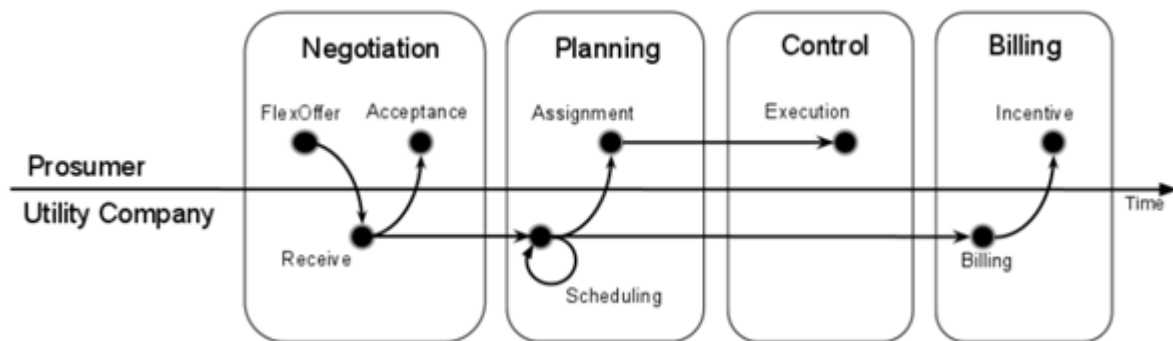 Negotiation
Planning
Control
Billing
FlexOffer
Acceptance
Assignment
Execution
Incentive
Prosumer
Utility Company
Time
Receive
Scheduling
Billing